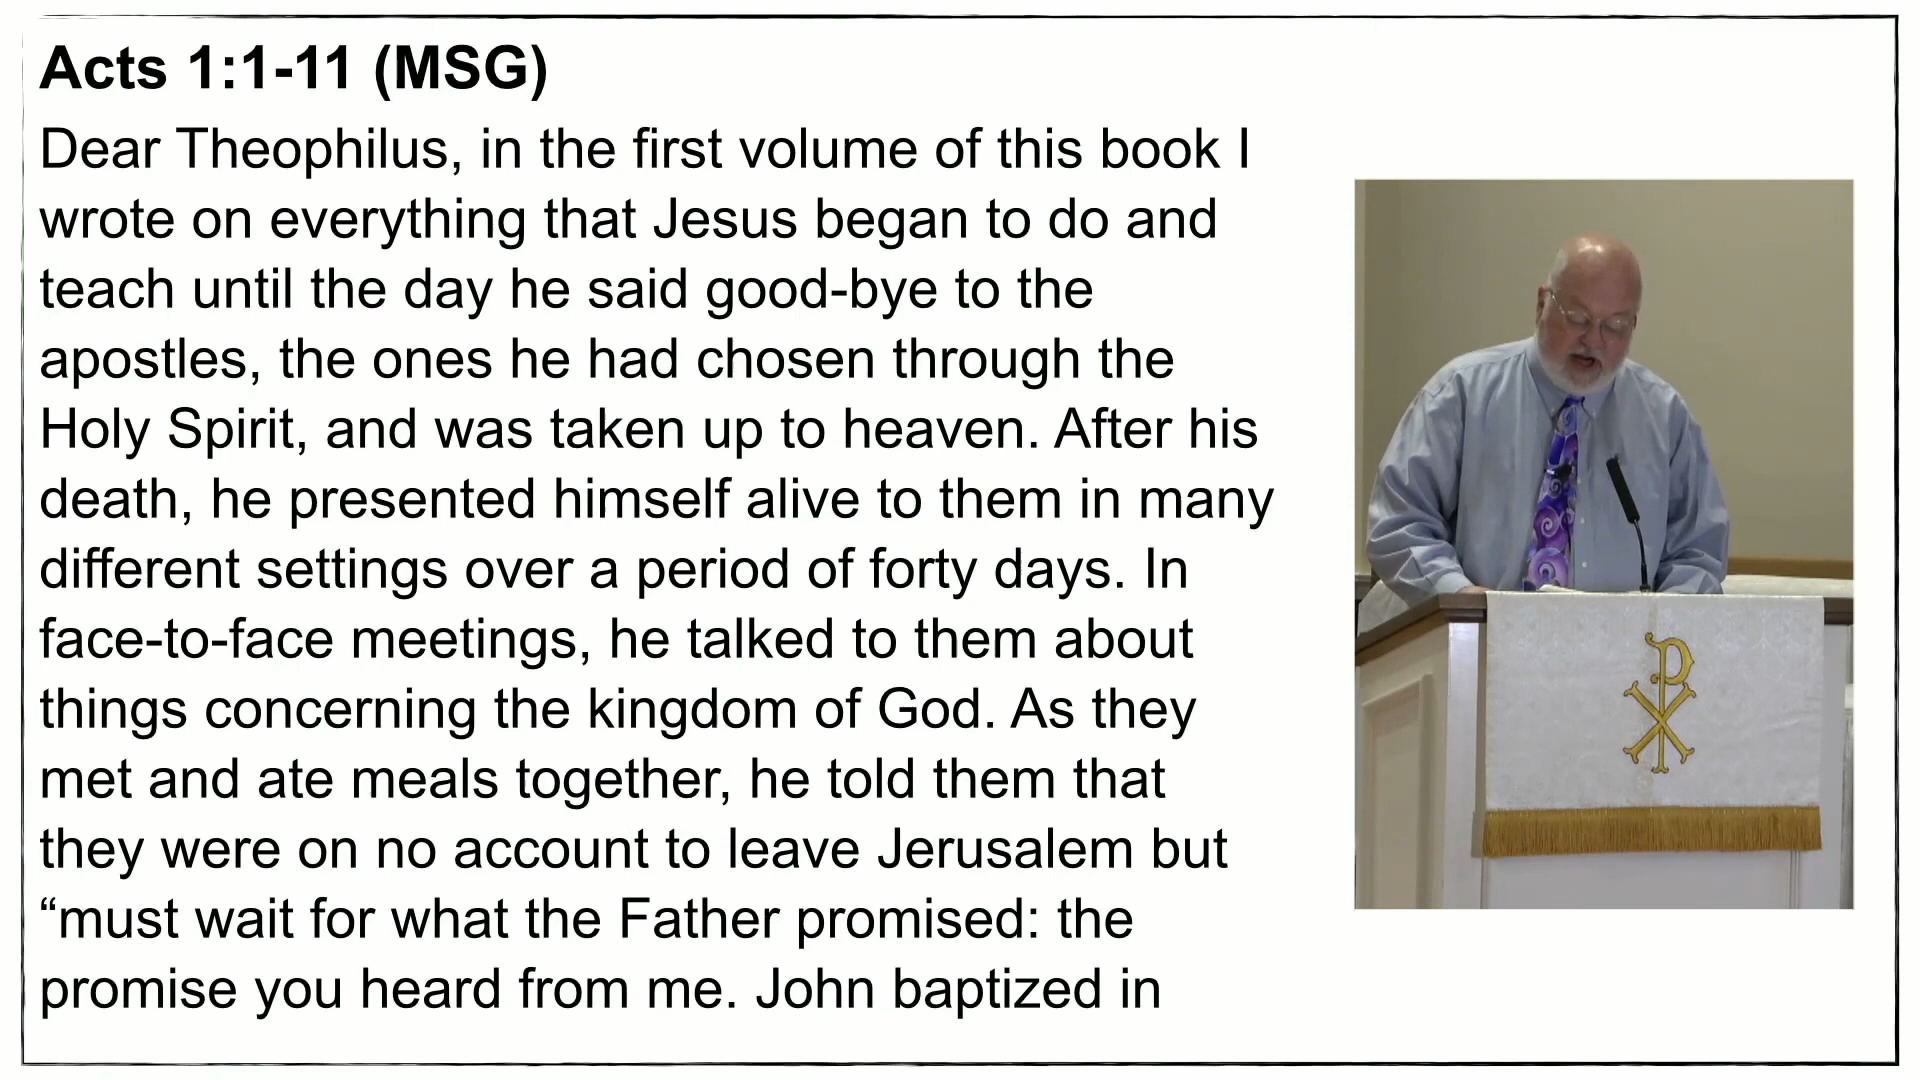 Acts 1:1-11 (MSG)
Dear Theophilus, in the first volume of this book I
wrote on everything that Jesus began to do and
teach until the day he said good-bye to the
apostles, the ones he had chosen through the
Holy Spirit, and was taken up to heaven. After his
death, he presented himself alive to them in many
different settings over a period of forty days. In
face-to-face meetings, he talked to them about
things concerning the kingdom of God. As they
met and ate meals together, he told them that
they were on no account to leave Jerusalem but
“must wait for what the Father promised: the
promise you heard from me. John baptized in